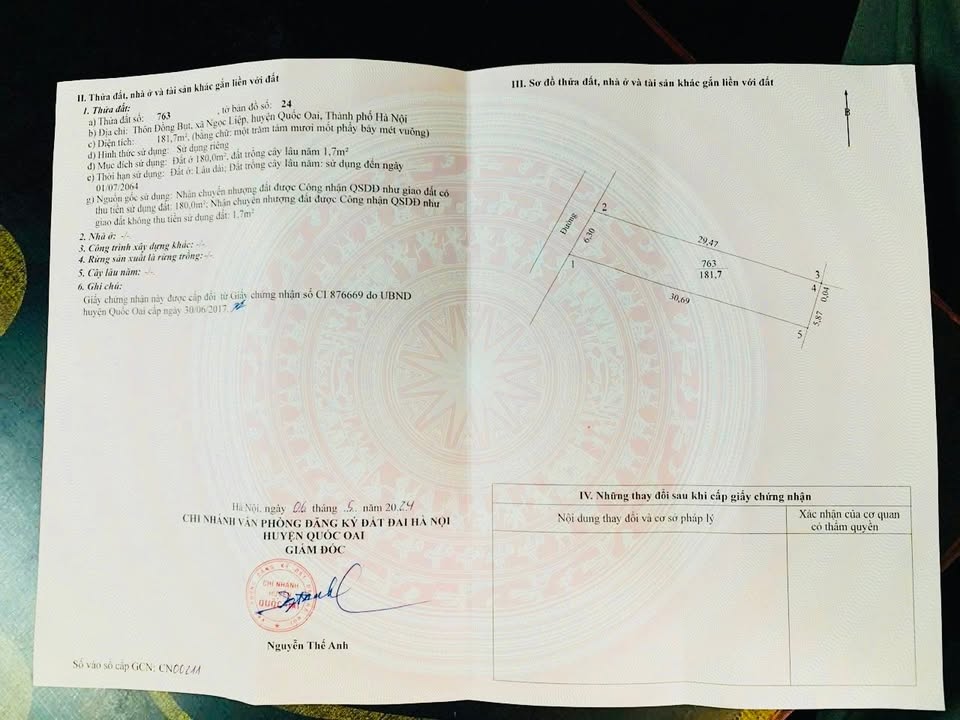 II. Thửa đất, nhà ở và tài sản khác gắn liền với đất
1. Thửa đất:
a) Thửa đất số: 763 , tờ bản đồ số: 24
b) Địa chỉ: Thôn Đồng Bụt, xã Ngọc Liệp, huyện Quốc Oai, Thành phố Hà Nội
c) Diện tích: 181,7m², (bằng chữ: một trăm tám mươi mốt phẩy bảy mét vuông)
d) Hình thức sử dụng: Sử dụng riêng
đ) Mục đích sử dụng: Đất ở 180,0m², đất trồng cây lâu năm 1,7m²
e) Thời hạn sử dụng: Đất ở: Lâu dài; Đất trồng cây lâu năm: sử dụng đến ngày
01/07/2064
g) Nguồn gốc sử dụng: Nhận chuyển nhượng đất được Công nhận QSDĐ như giao đất có
thu tiền sử dụng đất: 180,0m²; Nhận chuyển nhượng đất được Công nhận QSDĐ như
giao đất không thu tiền sử dụng đất: 1,7m²
2. Nhà ở: -/-
3. Công trình xây dựng khác: -/-
4. Rừng sản xuất là rừng trồng: -/-
5. Cây lâu năm: -/-
6. Ghi chú:
Giấy chứng nhận này được cấp đổi từ Giấy chứng nhận số CI 876669 do UBND
huyện Quốc Oai cấp ngày 30/06/2017.
Hà Nội, ngày 06 tháng 5 năm 2024
CHI NHÁNH VĂN PHÒNG ĐĂNG KÝ ĐẤT ĐAI HÀ NỘI
HUYỆN QUỐC OAI
GIÁM ĐỐC
CHI NHÁNH
HUYỆN
QUỐC OAI
Nguyễn Thế Anh
Số vào sổ cấp GCN: CN00211
III. Sơ đồ thửa đất, nhà ở và tài sản khác gắn liền với đất
B
Đường
6,30
2
1
29,47
763
181,7
30,69
3
4
0,04
5,87
5
IV. Những thay đổi sau khi cấp giấy chứng nhận
Nội dung thay đổi và cơ sở pháp lý
Xác nhận của cơ quan
có thẩm quyền